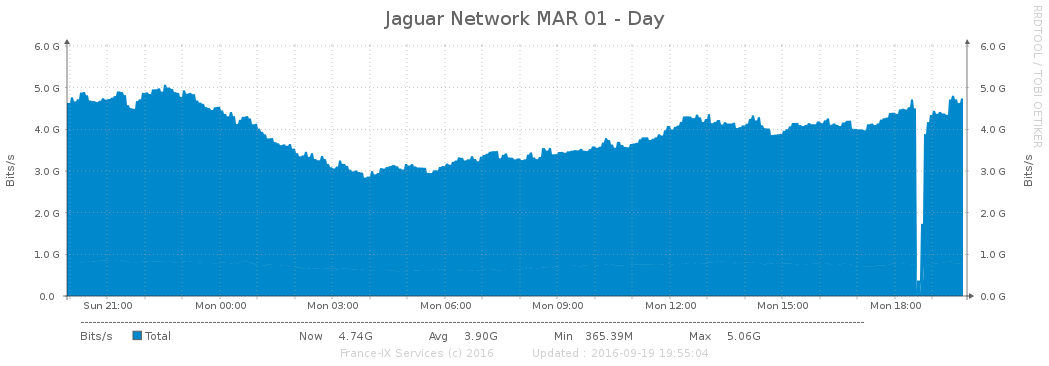 Jaguar Network MAR 01 - Day
RRDTOOL / TOBI OETIKER
6.0 G 6.0 G
5.0 G 5.0 G
4.0 G 4.0 G
3.0 G 3.0 G
2.0 G 2.0 G
1.0 G 1.0 G
0.0 0.0 G
Bits/s
Bits/s
Sun 21:00 Mon 00:00 Mon 03:00 Mon 06:00 Mon 09:00 Mon 12:00 Mon 15:00 Mon 18:00
Bits/s Total Now 4.74G Avg 3.90G Min 365.39M Max 5.06G
France-IX Services (c) 2016 Updated : 2016-09-19 19:55:04